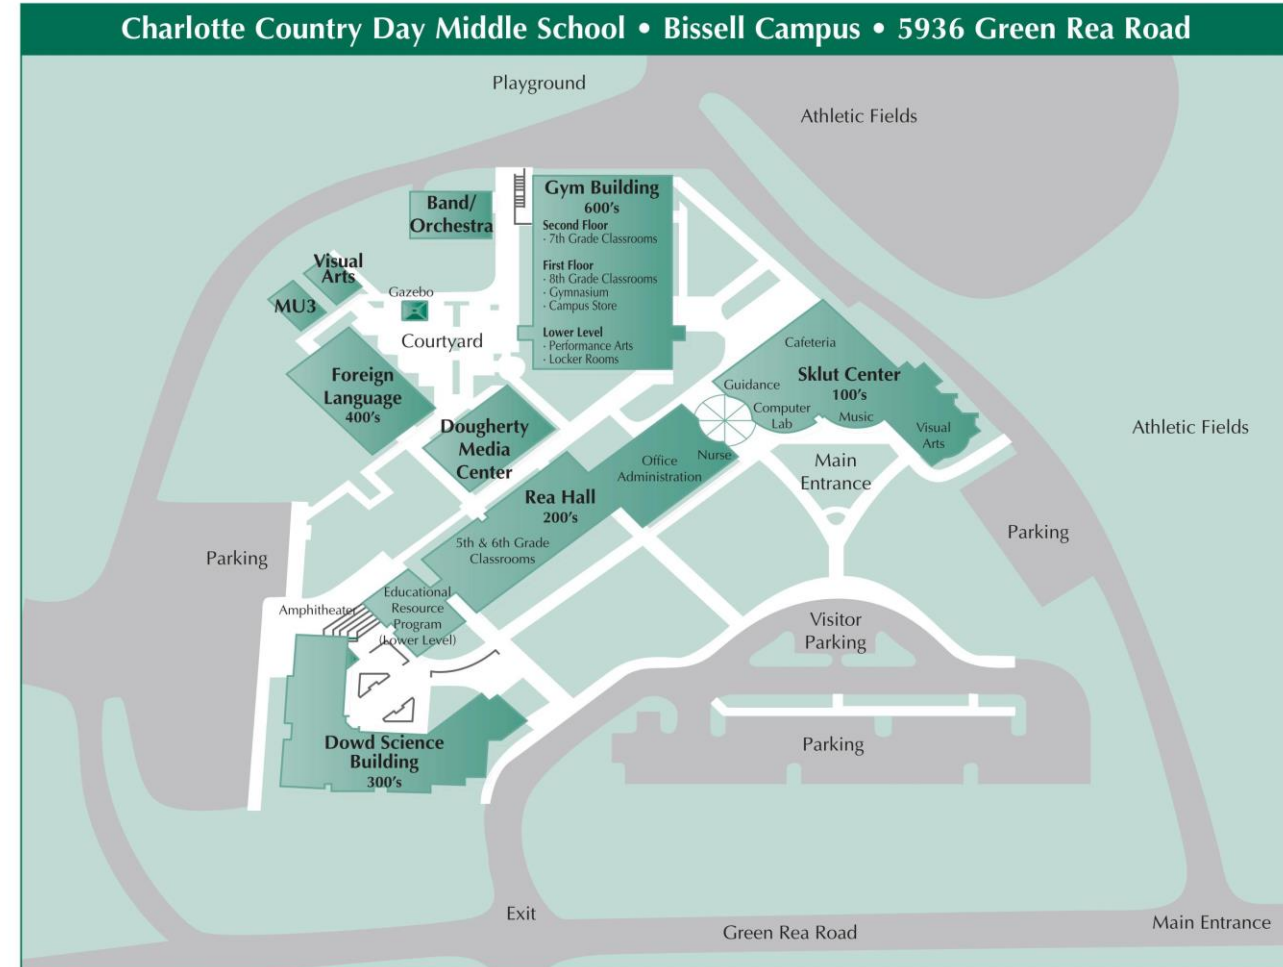 Charlotte Country Day Middle School • Bissell Campus • 5936 Green Rea Road
Playground
Athletic Fields
Band/
Orchestra
Gym Building
600's
Second Floor
· 7th Grade Classrooms
First Floor
· 8th Grade Classrooms
· Gymnasium
· Campus Store
Lower Level
· Performance Arts
· Locker Rooms
Visual
Arts
MU3
Gazebo
Courtyard
Foreign
Language
400's
Dougherty
Media
Center
Cafeteria
Sklut Center
100's
Guidance
Computer
Lab
Music
Visual
Arts
Athletic Fields
Nurse
Office
Administration
Main
Entrance
Rea Hall
200's
5th & 6th Grade
Classrooms
Parking
Parking
Educational
Resource
Program
(Lower Level)
Amphitheater
Visitor
Parking
Dowd Science
Building
300's
Parking
Exit
Green Rea Road
Main Entrance